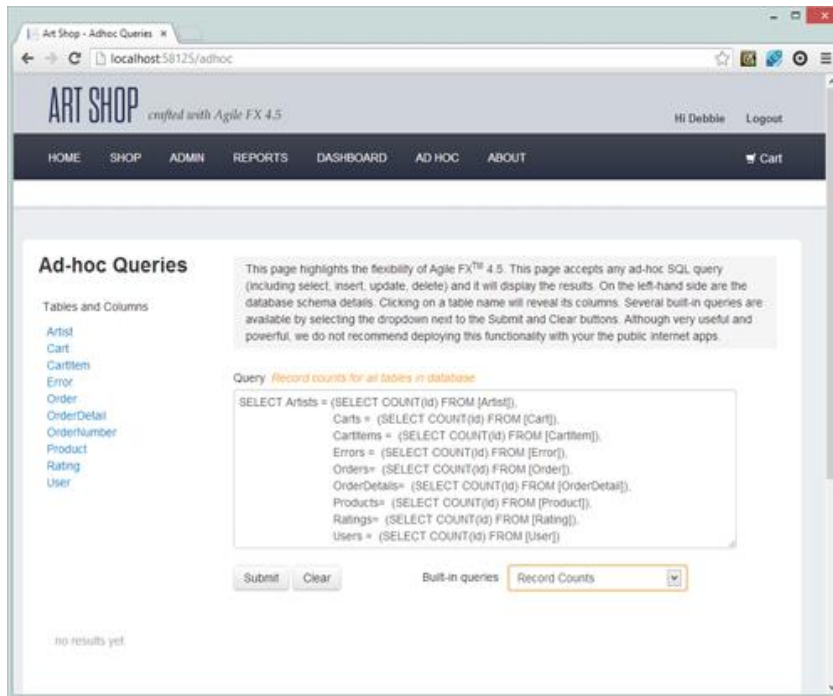 Art Shop - Adhoc Queries
localhost:58125/adhoc
ART SHOP crafted with Agile FX 4.5
Hi Debbie Logout
HOME SHOP ADMIN REPORTS DASHBOARD AD HOC ABOUT Cart
Ad-hoc Queries
Tables and Columns
Artist
Cart
CartItem
Error
Order
OrderDetail
OrderNumber
Product
Rating
User
This page highlights the flexibility of Agile FX™ 4.5. This page accepts any ad-hoc SQL query
(including select, insert, update, delete) and it will display the results. On the left-hand side are the
database schema details. Clicking on a table name will reveal its columns. Several built-in queries are
available by selecting the dropdown next to the Submit and Clear buttons. Although very useful and
powerful, we do not recommend deploying this functionality with your the public internet apps.
Query Record counts for all tables in database
SELECT Artists = (SELECT COUNT(Id) FROM [Artist]),
Carts = (SELECT COUNT(Id) FROM [Cart]),
CartItems = (SELECT COUNT(Id) FROM [CartItem]),
Errors = (SELECT COUNT(Id) FROM [Error]),
Orders= (SELECT COUNT(Id) FROM [Order]),
OrderDetails= (SELECT COUNT(Id) FROM [OrderDetail]),
Products= (SELECT COUNT(Id) FROM [Product]),
Ratings= (SELECT COUNT(Id) FROM [Rating]),
Users = (SELECT COUNT(Id) FROM [User])
Submit Clear Built-in queries Record Counts
no results yet